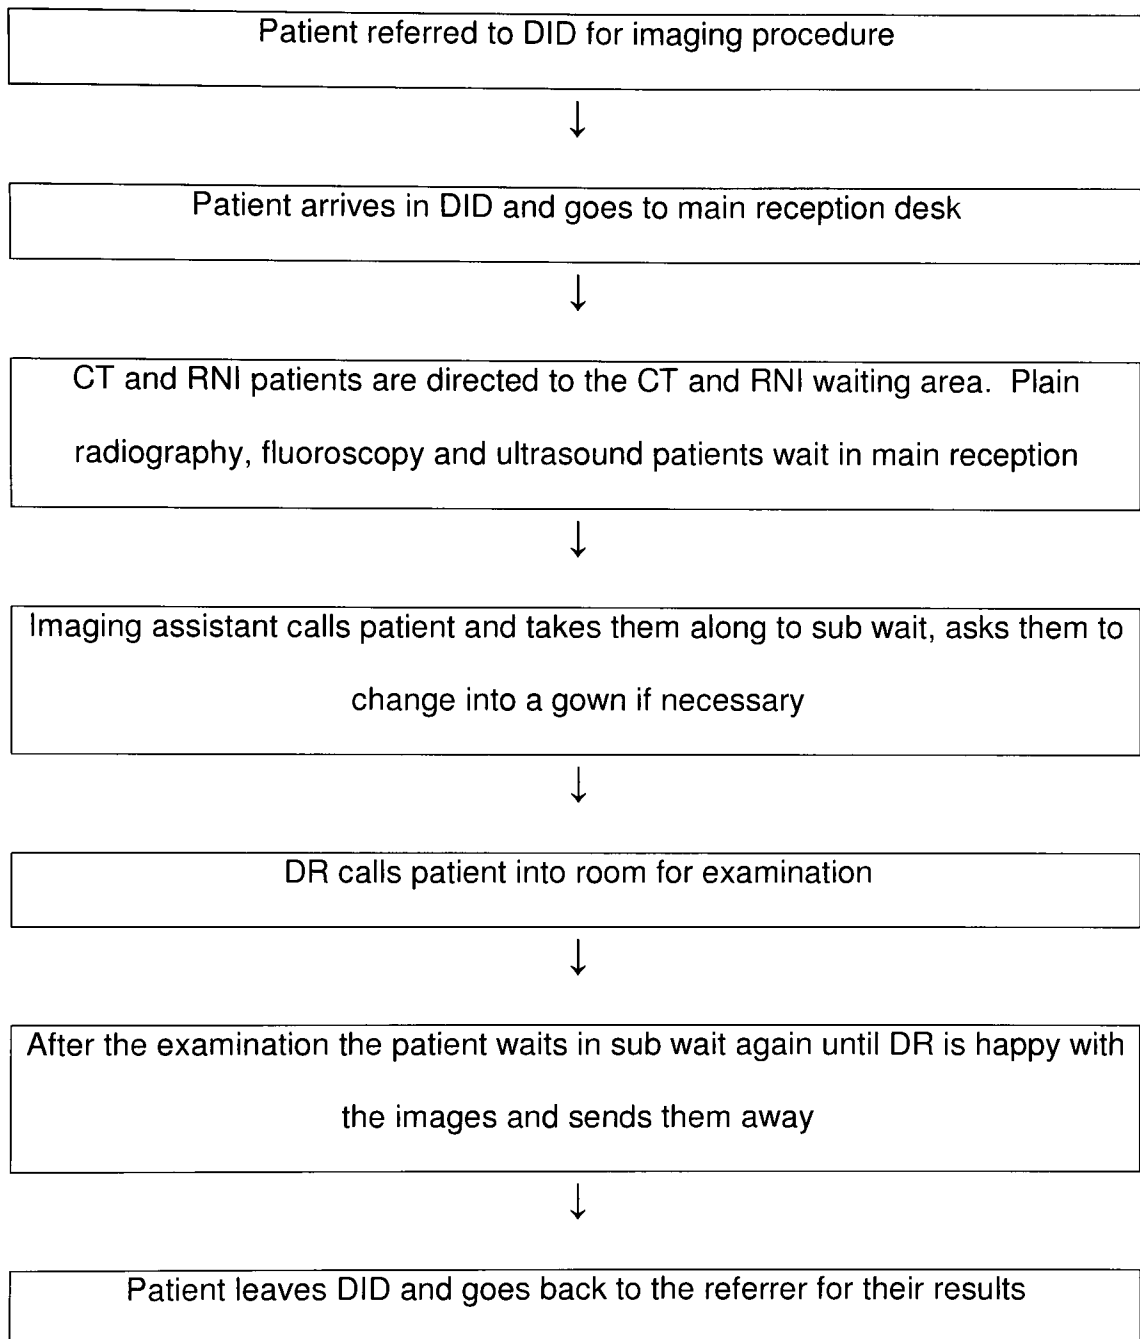 Patient referred to DID for imaging procedure
↓
Patient arrives in DID and goes to main reception desk
↓
CT and RNI patients are directed to the CT and RNI waiting area. Plain
radiography, fluoroscopy and ultrasound patients wait in main reception
↓
Imaging assistant calls patient and takes them along to sub wait, asks them to
change into a gown if necessary
↓
DR calls patient into room for examination
↓
After the examination the patient waits in sub wait again until DR is happy with
the images and sends them away
↓
Patient leaves DID and goes back to the referrer for their results